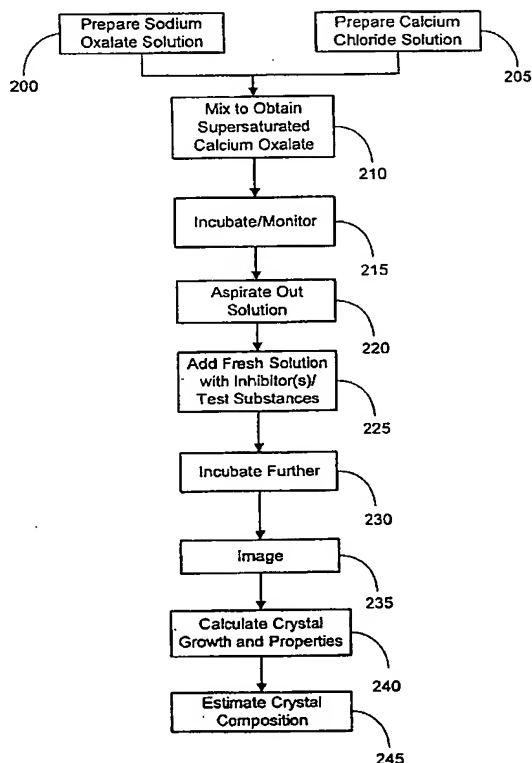 Prepare Sodium
Oxalate Solution
200
Prepare Calcium
Chloride Solution
205
Mix to Obtain
Supersaturated
Calcium Oxalate
210
Incubate/Monitor
215
Aspirate Out
Solution
220
Add Fresh Solution
with Inhibitor(s)/
Test Substances
225
Incubate Further
230
Image
235
Calculate Crystal
Growth and Properties
240
Estimate Crystal
Composition
245